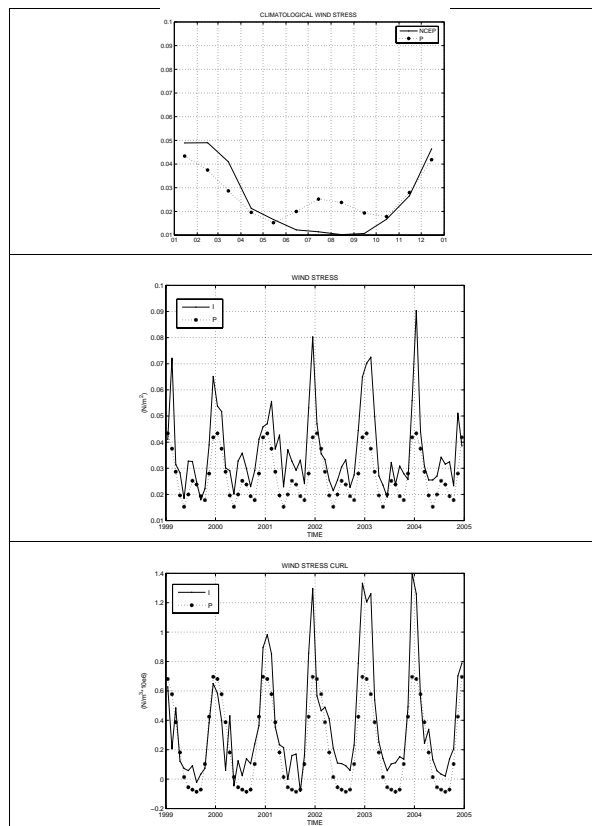 CLIMATOLOGICAL WIND STRESS
0.1
0.09
0.08
0.07
0.06
0.05
0.04
0.03
0.02
0.01
NCEP
P
01 02 03 04 05 06 07 08 09 10 11 12 01
WIND STRESS
0.1
0.09
0.08
0.07
0.06
0.05
0.04
0.03
0.02
0.01
(N/m²)
I
P
1999 2000 2001 2002 2003 2004 2005
TIME
WIND STRESS CURL
1.4
1.2
1
0.8
0.6
0.4
0.2
0
−0.2
(N/m³*10e6)
I
P
1999 2000 2001 2002 2003 2004 2005
TIME